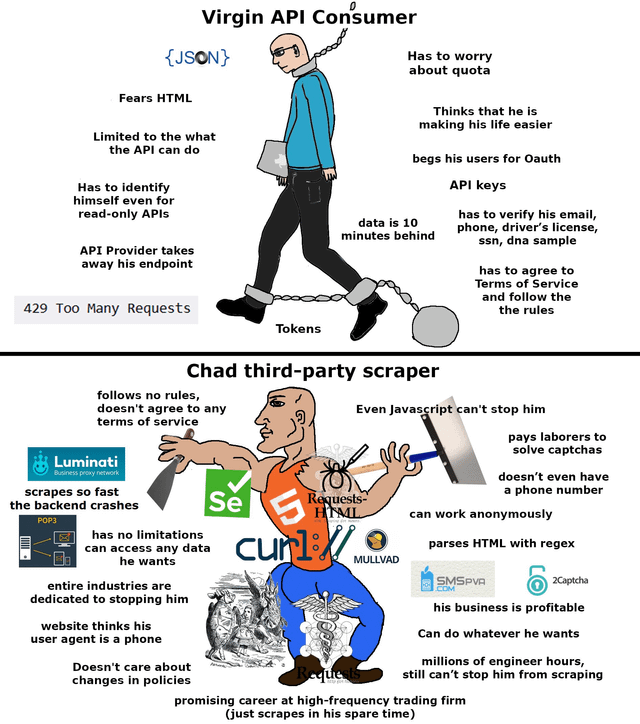 Virgin API Consumer
{JSON}
Has to worry
about quota
Fears HTML
Thinks that he is
making his life easier
Limited to the what
the API can do
begs his users for Oauth
API keys
Has to identify
himself even for
read-only APIs
has to verify his email,
phone, driver's license,
ssn, dna sample
data is 10
minutes behind
API Provider takes
away his endpoint
has to agree to
Terms of Service
and follow the
the rules
429 Too Many Requests
Tokens
Chad third-party scraper
follows no rules,
doesn't agree to any
terms of service
Even Javascript can't stop him
pays laborers to
solve captchas
Luminati
Business proxy network
Se
5
Requests-
HTML
doesn't even have
a phone number
scrapes so fast
the backend crashes
can work anonymously
POP3
has no limitations
can access any data
he wants
curl://
MULLVAD
parses HTML with regex
SMSPVA
.COM
2Captcha
entire industries are
dedicated to stopping him
his business is profitable
website thinks his
user agent is a phone
Can do whatever he wants
Doesn't care about
changes in policies
Requests
millions of engineer hours,
still can't stop him from scraping
promising career at high-frequency trading firm
(just scrapes in his spare time)